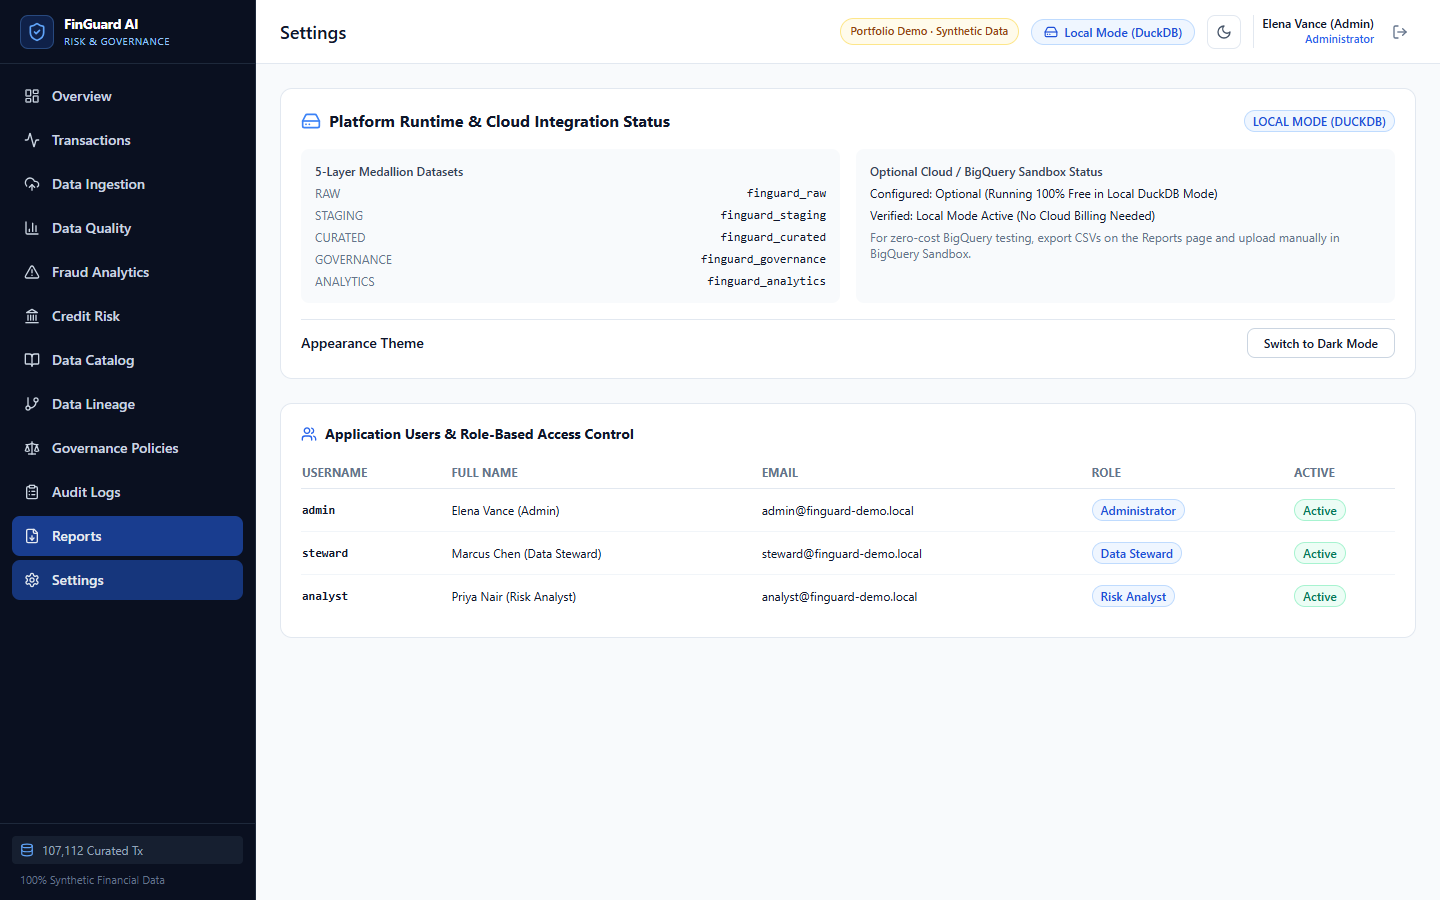 FinGuard AI
RISK & GOVERNANCE
Overview
Transactions
Data Ingestion
Data Quality
Fraud Analytics
Credit Risk
Data Catalog
Data Lineage
Governance Policies
Audit Logs
Reports
Settings
107,112 Curated Tx
100% Synthetic Financial Data
Settings
Portfolio Demo · Synthetic Data
Local Mode (DuckDB)
Elena Vance (Admin)
Administrator
Platform Runtime & Cloud Integration Status
LOCAL MODE (DUCKDB)
5-Layer Medallion Datasets
RAW finguard_raw
STAGING finguard_staging
CURATED finguard_curated
GOVERNANCE finguard_governance
ANALYTICS finguard_analytics
Optional Cloud / BigQuery Sandbox Status
Configured: Optional (Running 100% Free in Local DuckDB Mode)
Verified: Local Mode Active (No Cloud Billing Needed)
For zero-cost BigQuery testing, export CSVs on the Reports page and upload manually in
BigQuery Sandbox.
Appearance Theme
Switch to Dark Mode
Application Users & Role-Based Access Control
USERNAME FULL NAME EMAIL ROLE ACTIVE
admin Elena Vance (Admin) admin@finguard-demo.local Administrator Active
steward Marcus Chen (Data Steward) steward@finguard-demo.local Data Steward Active
analyst Priya Nair (Risk Analyst) analyst@finguard-demo.local Risk Analyst Active